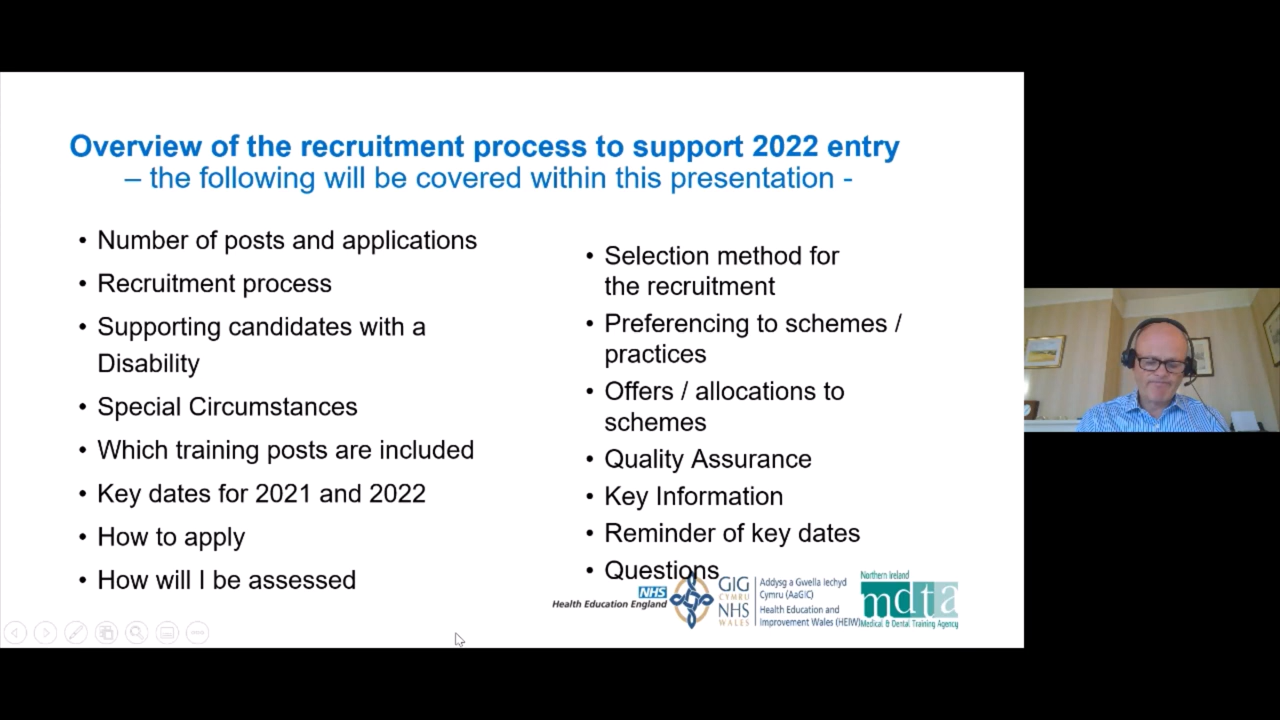 Overview of the recruitment process to support 2022 entry
– the following will be covered within this presentation -
• Number of posts and applications
• Recruitment process
• Supporting candidates with a
Disability
• Special Circumstances
• Which training posts are included
• Key dates for 2021 and 2022
• How to apply
• How will I be assessed
• Selection method for
the recruitment
• Preferencing to schemes /
practices
• Offers / allocations to
schemes
• Quality Assurance
• Key Information
• Reminder of key dates
• Questions
NHS
Health Education England
GIG
CYMRU
NHS
WALES
Addysg a Gwella Iechyd
Cymru (AaGIC)
Health Education and
Improvement Wales (HEIW)
Northern Ireland
mdta
Medical & Dental Training Agency